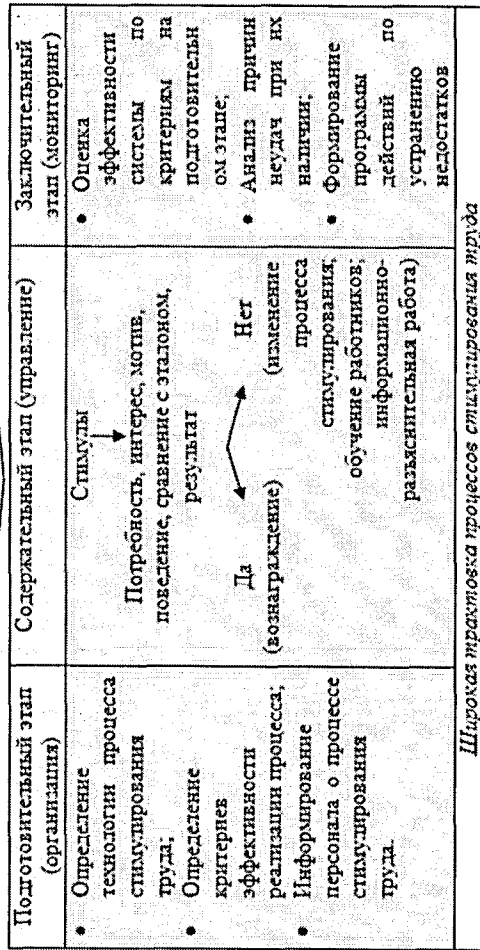 Подготовительный этап
(организация)
• Определение
технологии процесса
стимулирования
труда;
• Определение
критериев
эффективности
реализации процесса;
• Информирование
персонала о процессе
стимулирования
труда.
Содержательный этап (управление)
Стимулы
Потребность, интерес, мотив,
поведение, сравнение с эталоном,
результат
Да
(вознаграждение)
Нет
(изменение
процесса
стимулирования;
обучение работников;
информационно-
разъяснительная работа)
Заключительный
этап (мониторинг)
• Оценка
эффективности
системы по
критериям на
подготовительн
ом этапе;
• Анализ причин
неудач при их
наличии;
• Формирование
программы
действий по
устранению
недостатков
Широкая трактовка процессов стимулирования труда